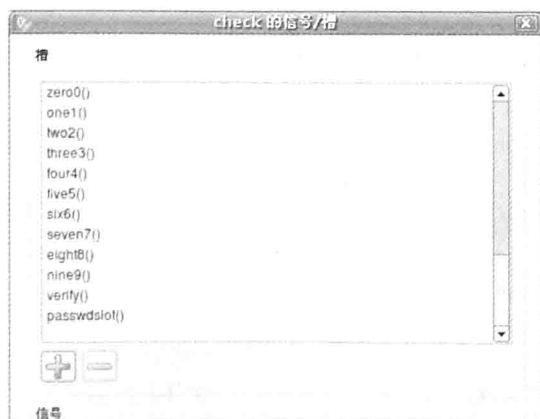 check 的信号/槽
槽
zero0()
one1()
two2()
three3()
four4()
five5()
six6()
seven7()
eight8()
nine9()
verify()
passwdslot()
信号